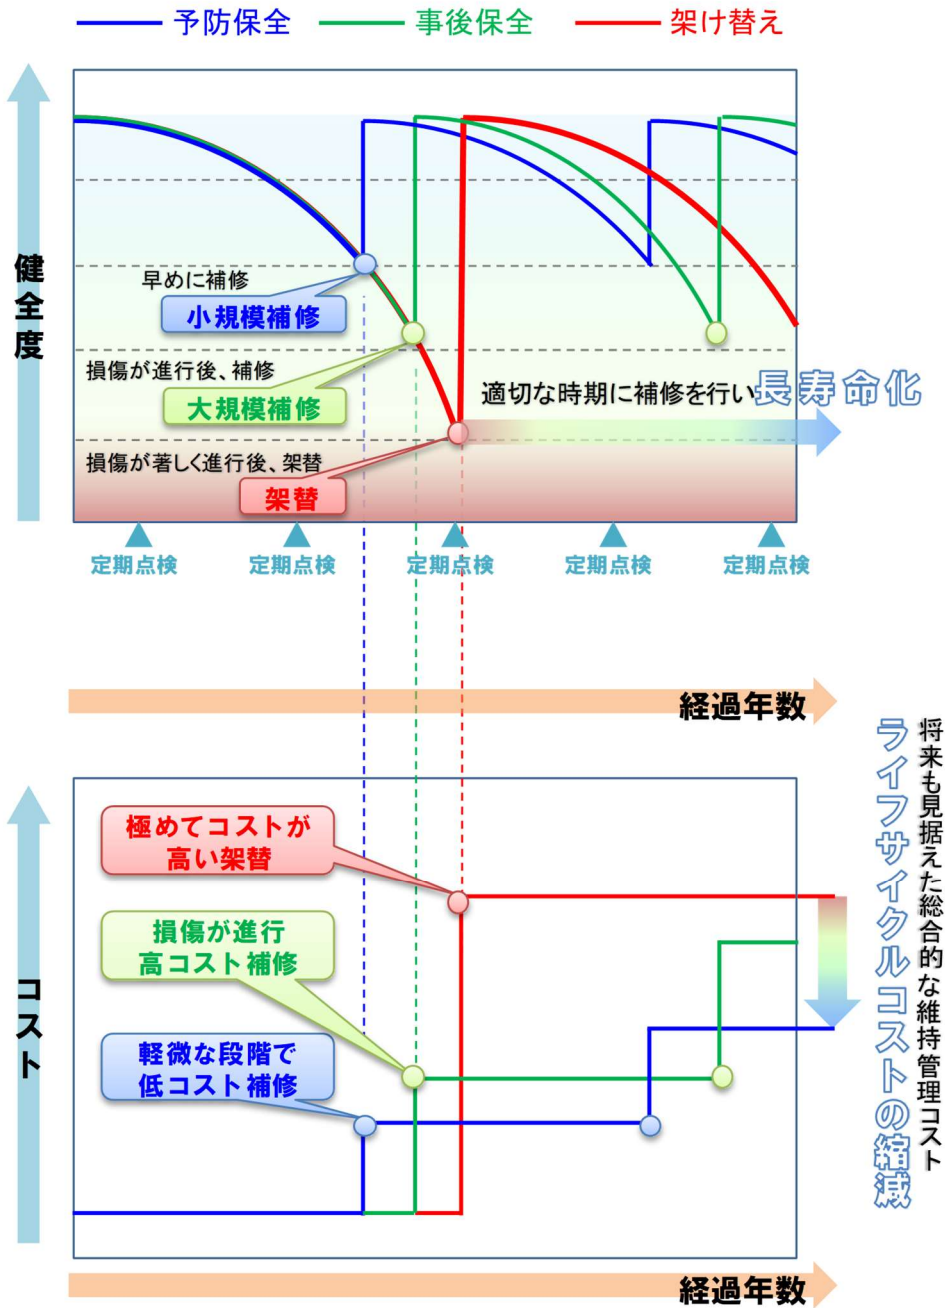 予防保全
事後保全
架け替え
健全度
早めに補修
小規模補修
損傷が進行後、補修
大規模補修
適切な時期に補修を行い長寿命化
損傷が著しく進行後、架替
架替
定期点検
定期点検
定期点検
定期点検
定期点検
経過年数
コスト
極めてコストが
高い架替
損傷が進行
高コスト補修
軽微な段階で
低コスト補修
将来も見据えた総合的な維持管理コスト
ライフサイクルコストの縮減
経過年数